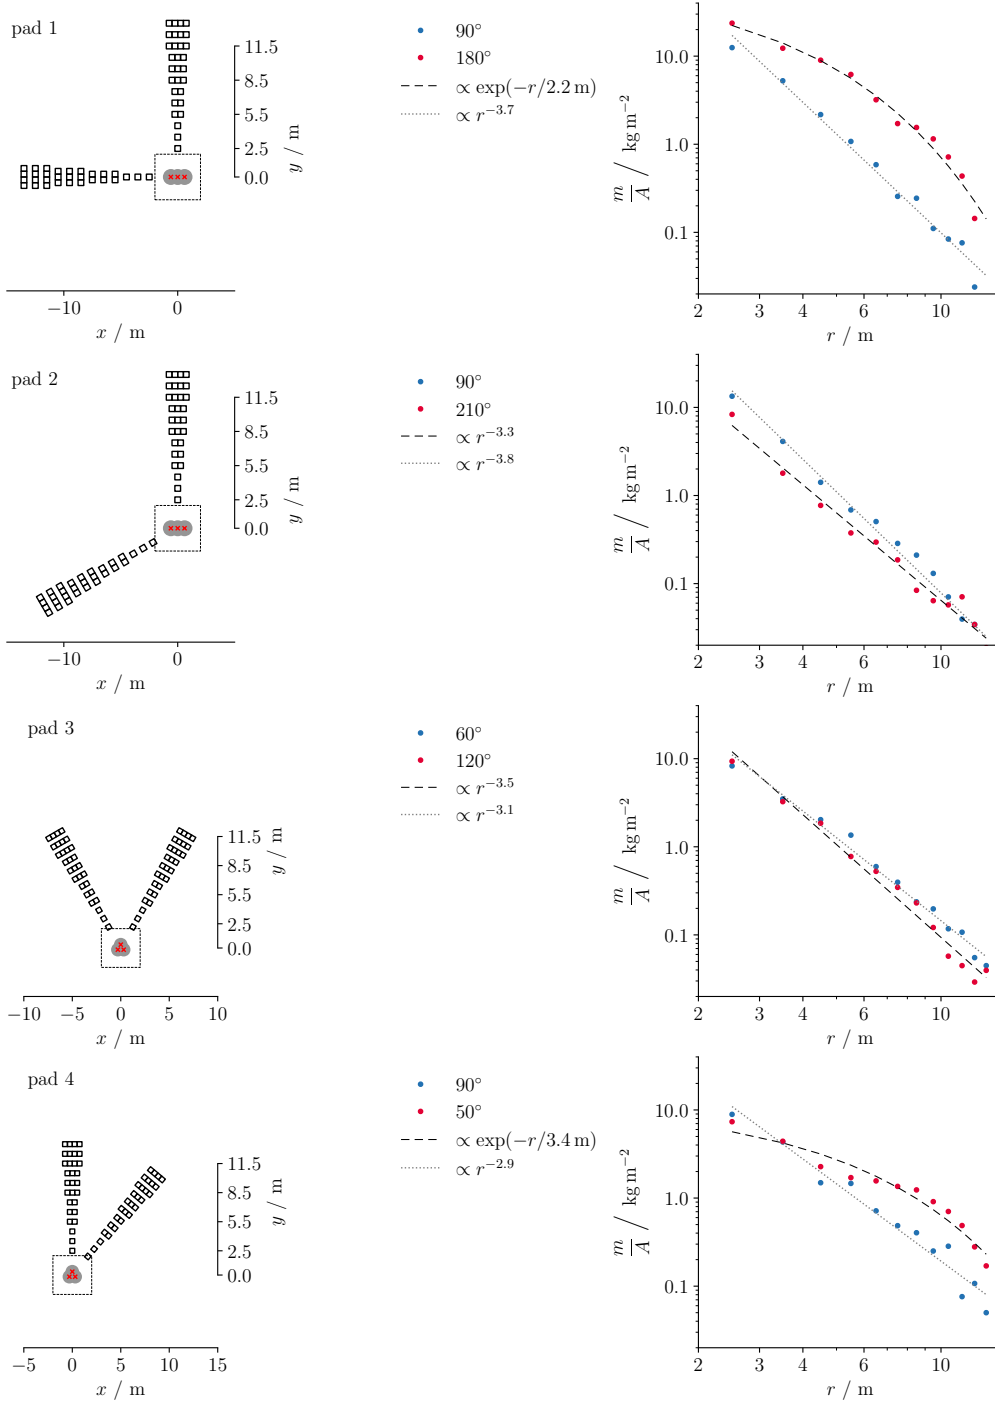 pad 1
11.5
8.5
5.5
2.5
0.0
y / m
−10
0
x / m
90°
180°
∝ exp(−r/2.2 m)
∝ r^−3.7
10.0
1.0
0.1
m/A / kg m^−2
2
3
4
6
10
r / m
pad 2
11.5
8.5
5.5
2.5
0.0
y / m
−10
0
x / m
90°
210°
∝ r^−3.3
∝ r^−3.8
10.0
1.0
0.1
m/A / kg m^−2
2
3
4
6
10
r / m
pad 3
11.5
8.5
5.5
2.5
0.0
y / m
−10
−5
0
5
10
x / m
60°
120°
∝ r^−3.5
∝ r^−3.1
10.0
1.0
0.1
m/A / kg m^−2
2
3
4
6
10
r / m
pad 4
11.5
8.5
5.5
2.5
0.0
y / m
−5
0
5
10
15
x / m
90°
50°
∝ exp(−r/3.4 m)
∝ r^−2.9
10.0
1.0
0.1
m/A / kg m^−2
2
3
4
6
10
r / m